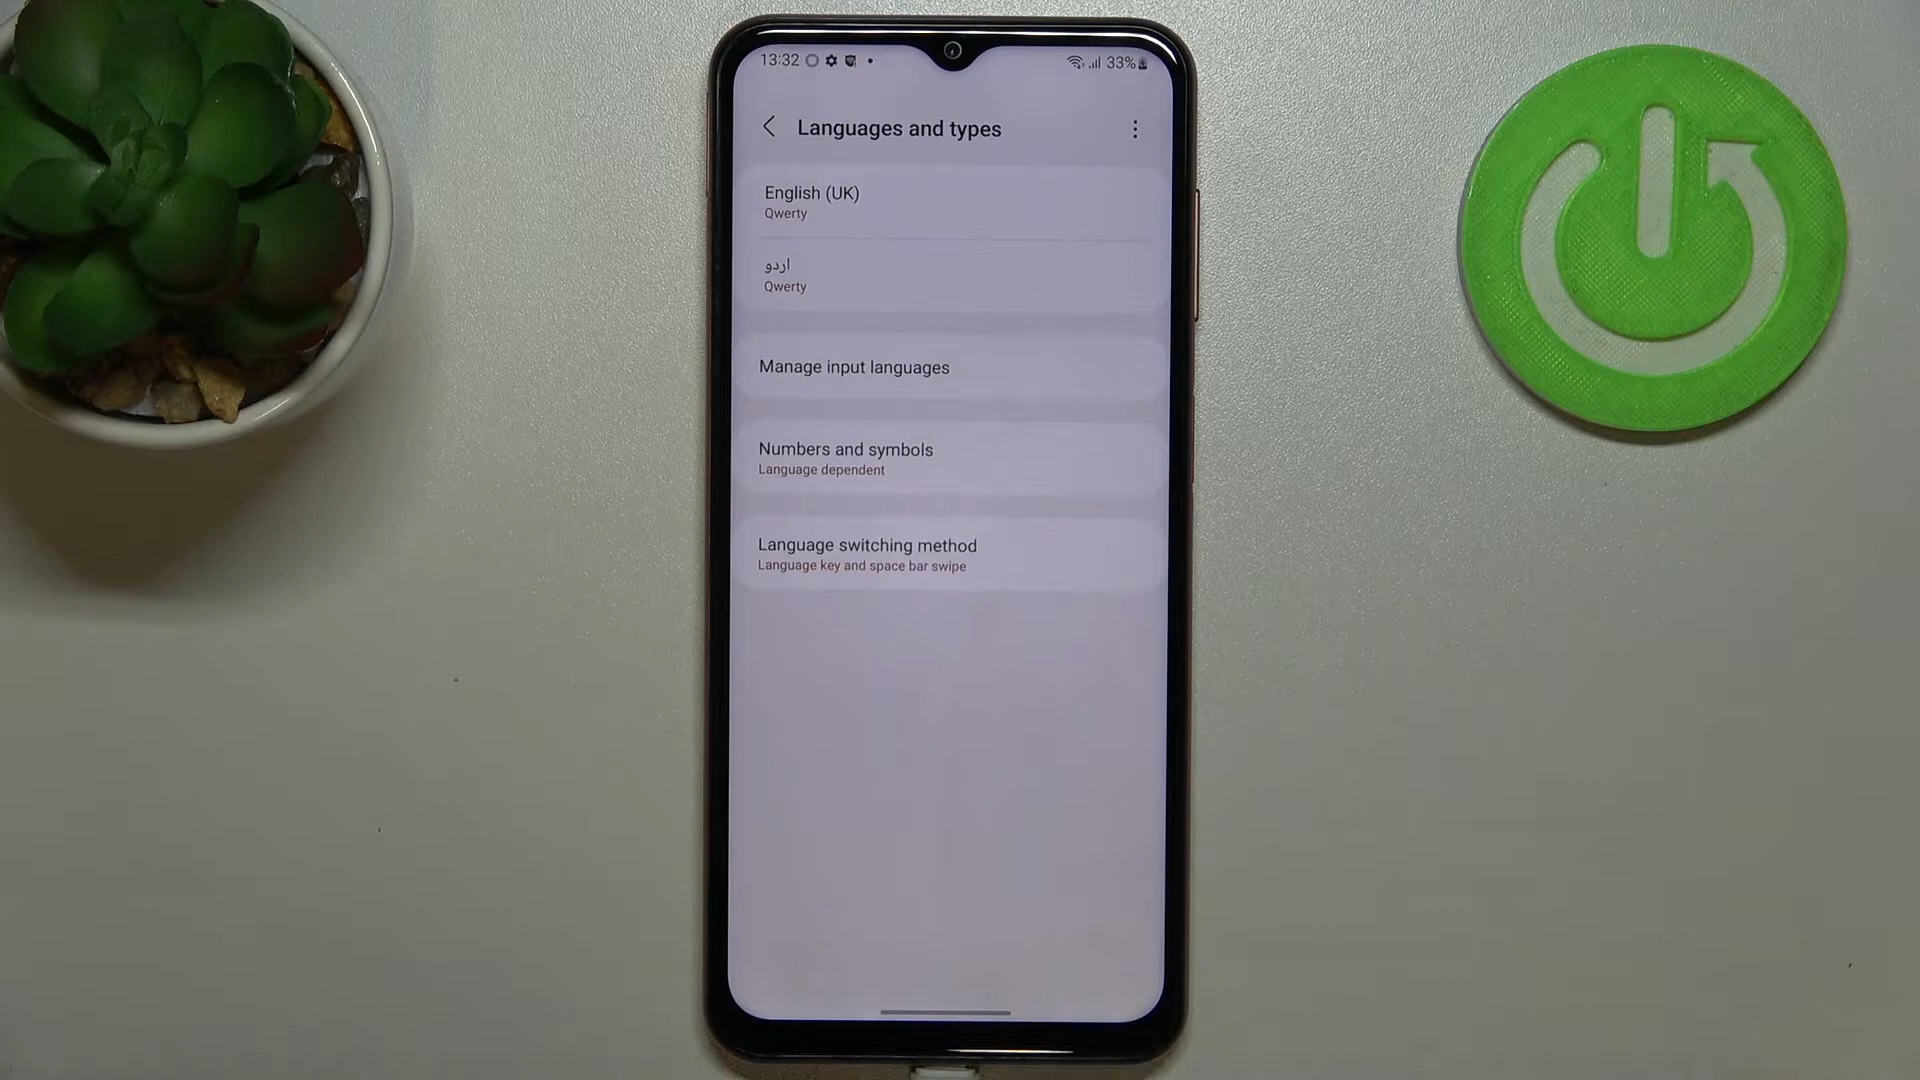 13:32
33%
Languages and types
English (UK)
Qwerty
اردو
Qwerty
Manage input languages
Numbers and symbols
Language dependent
Language switching method
Language key and space bar swipe